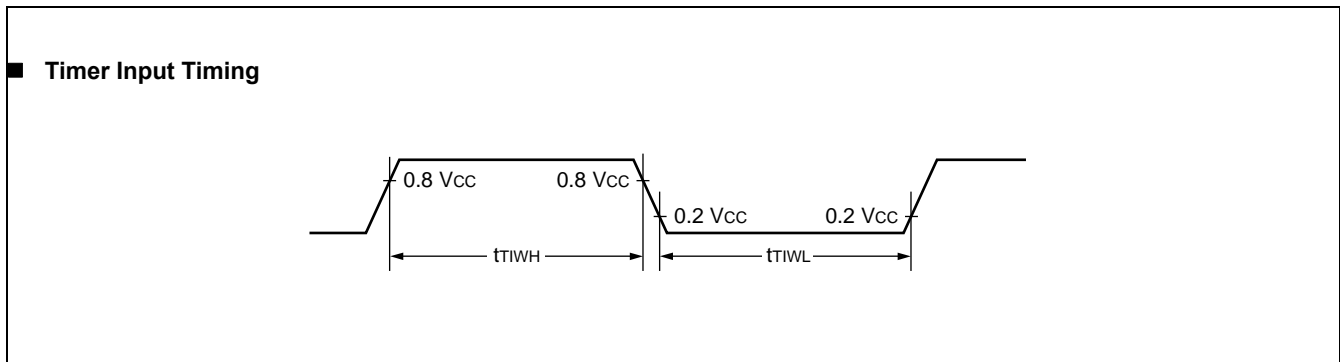 ■ Timer Input Timing
0.8 VCC 0.8 VCC
0.2 VCC 0.2 VCC
tTIWH tTIWL